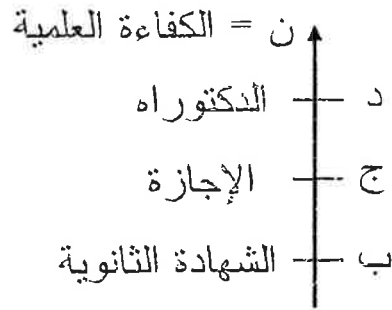 ن = الكفاءة العلمية
د الدكتوراه
ج الإجازة
ب الشهادة الثانوية